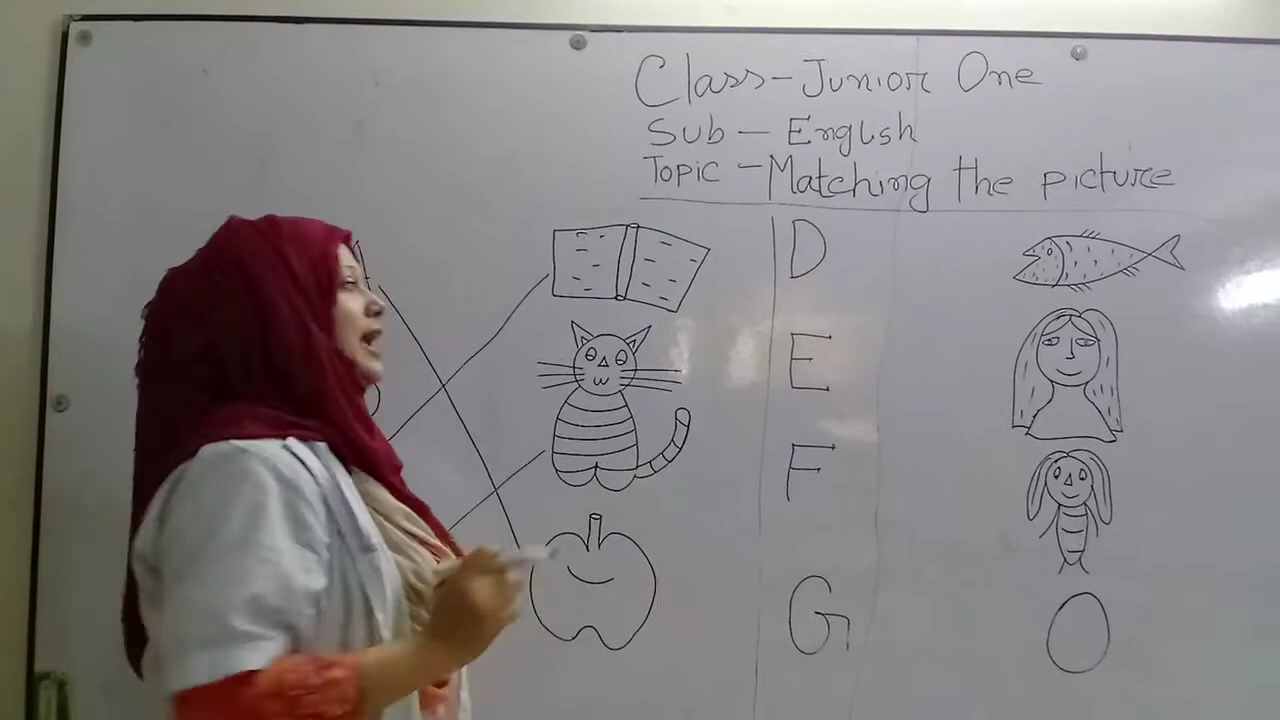 Class-Junior One
Sub - English
Topic - Matching the picture
D
E
F
G